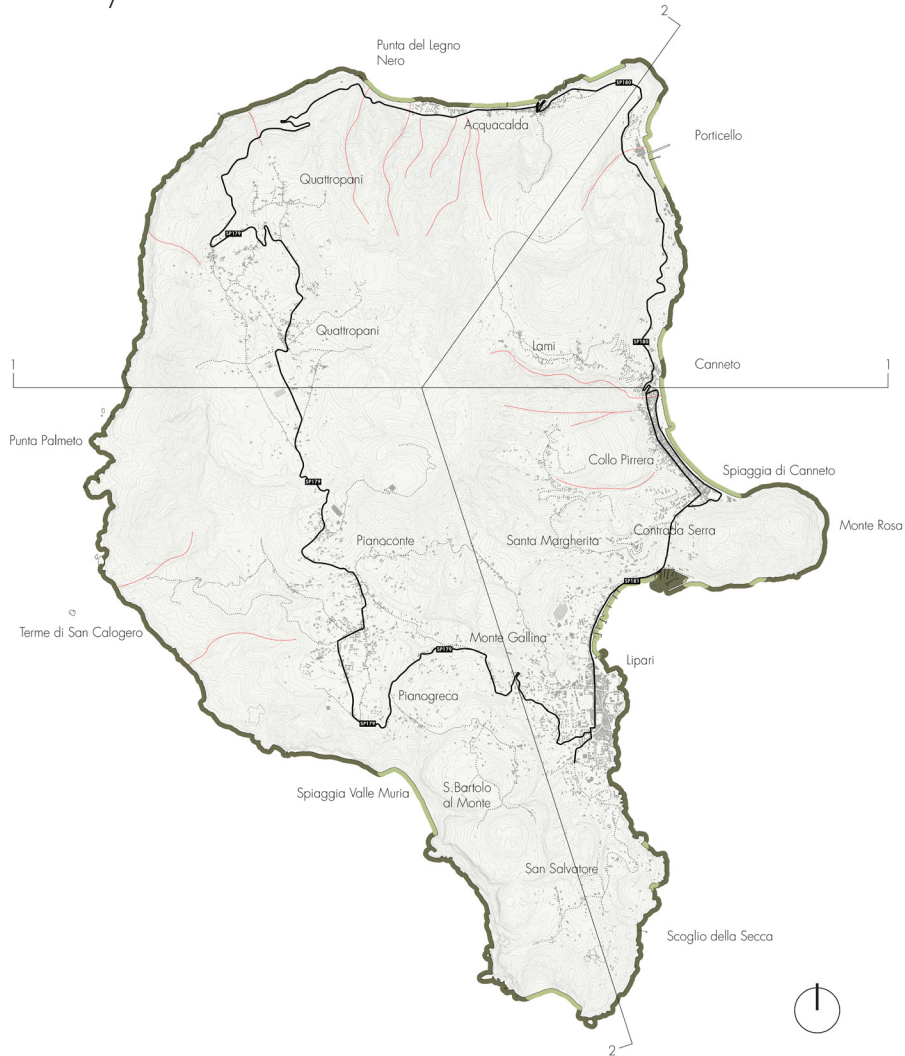 2
Punta del Legno
Nero
SP180
Acquacalda
Porticello
Quattropani
SP179
Quattropani
Lami
SP180
Canneto
1
1
Punta Palmeto
Collo Pirrera
Spiaggia di Canneto
SP179
Monte Rosa
Contrada Serra
Pianaconte
Santa Margherita
SP181
Terme di San Calogero
Monte Gallina
SP179
Lipari
Pianogreca
SP179
Spiaggia Valle Muria
S.Bartolo
al Monte
San Salvatore
Scoglio della Secca
2